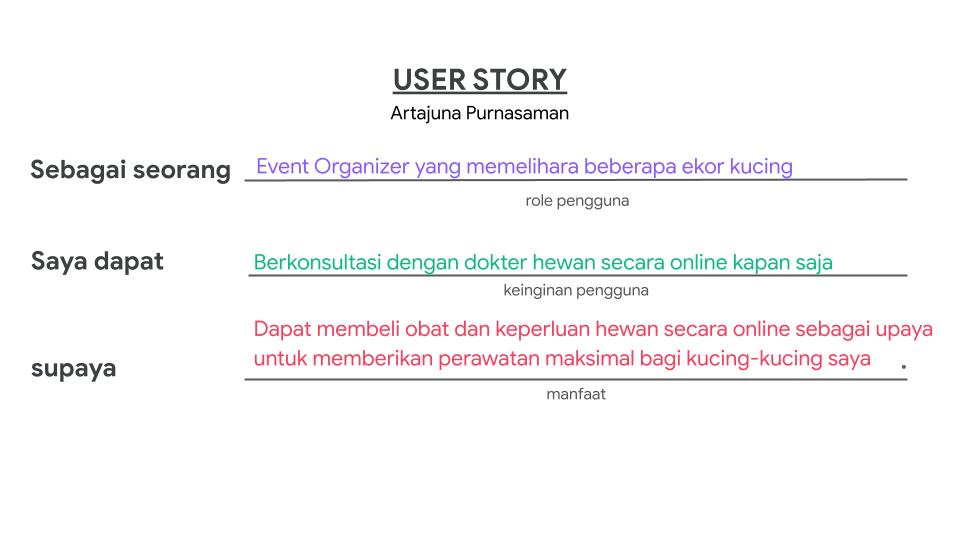 USER STORY
Artajuna Purnasaman
Sebagai seorang Event Organizer yang memelihara beberapa ekor kucing
role pengguna
Saya dapat Berkonsultasi dengan dokter hewan secara online kapan saja
keinginan pengguna
Dapat membeli obat dan keperluan hewan secara online sebagai upaya
untuk memberikan perawatan maksimal bagi kucing-kucing saya
supaya .
manfaat